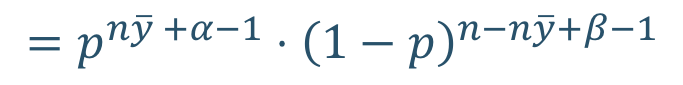 = p^{nȳ +α−1} · (1 − p)^{n−nȳ+β−1}